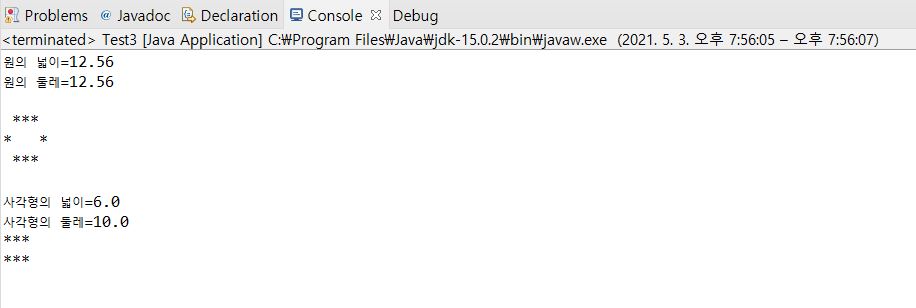 Problems @ Javadoc Declaration Console Debug
<terminated> Test3 [Java Application] C:₩Program Files₩Java₩jdk-15.0.2₩bin₩javaw.exe (2021. 5. 3. 오후 7:56:05 – 오후 7:56:07)
원의 넓이=12.56
원의 둘레=12.56
 ***
*   *
 ***
사각형의 넓이=6.0
사각형의 둘레=10.0
***
***